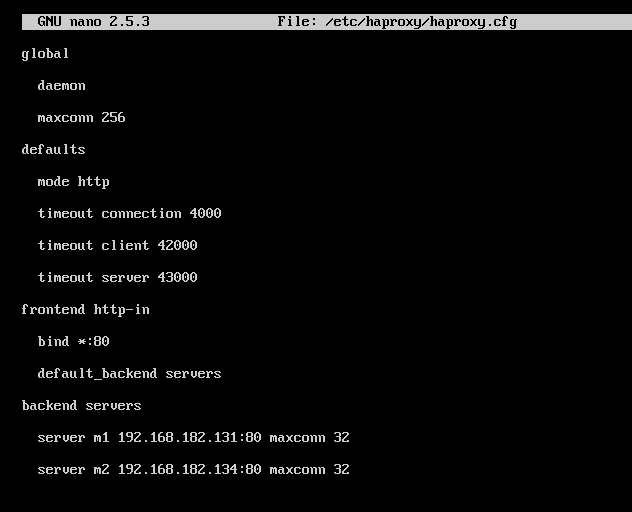 GNU nano 2.5.3 File: /etc/haproxy/haproxy.cfg
global
daemon
maxconn 256
defaults
mode http
timeout connection 4000
timeout client 42000
timeout server 43000
frontend http-in
bind *:80
default_backend servers
backend servers
server m1 192.168.182.131:80 maxconn 32
server m2 192.168.182.134:80 maxconn 32